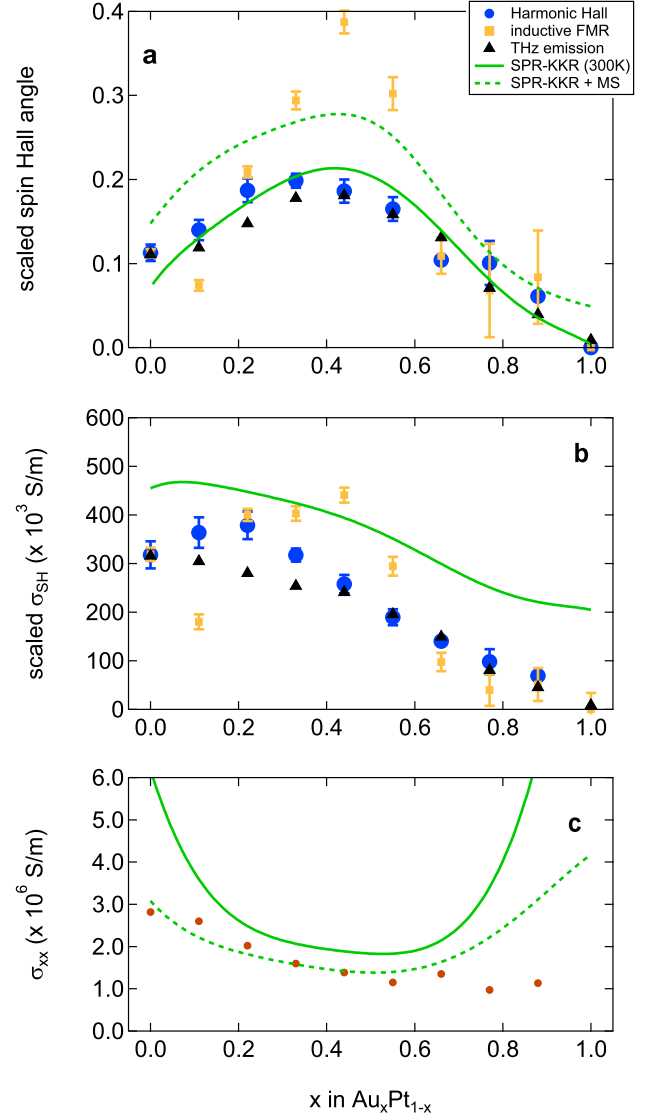 Harmonic Hall
inductive FMR
THz emission
SPR-KKR (300K)
SPR-KKR + MS
a
scaled spin Hall angle
0.4
0.3
0.2
0.1
0.0
0.0 0.2 0.4 0.6 0.8 1.0
b
scaled σSH (x 10³ S/m)
600
500
400
300
200
100
0
0.0 0.2 0.4 0.6 0.8 1.0
c
σxx (x 10⁶ S/m)
6.0
5.0
4.0
3.0
2.0
1.0
0.0
0.0 0.2 0.4 0.6 0.8 1.0
x in AuₓPt₁₋ₓ